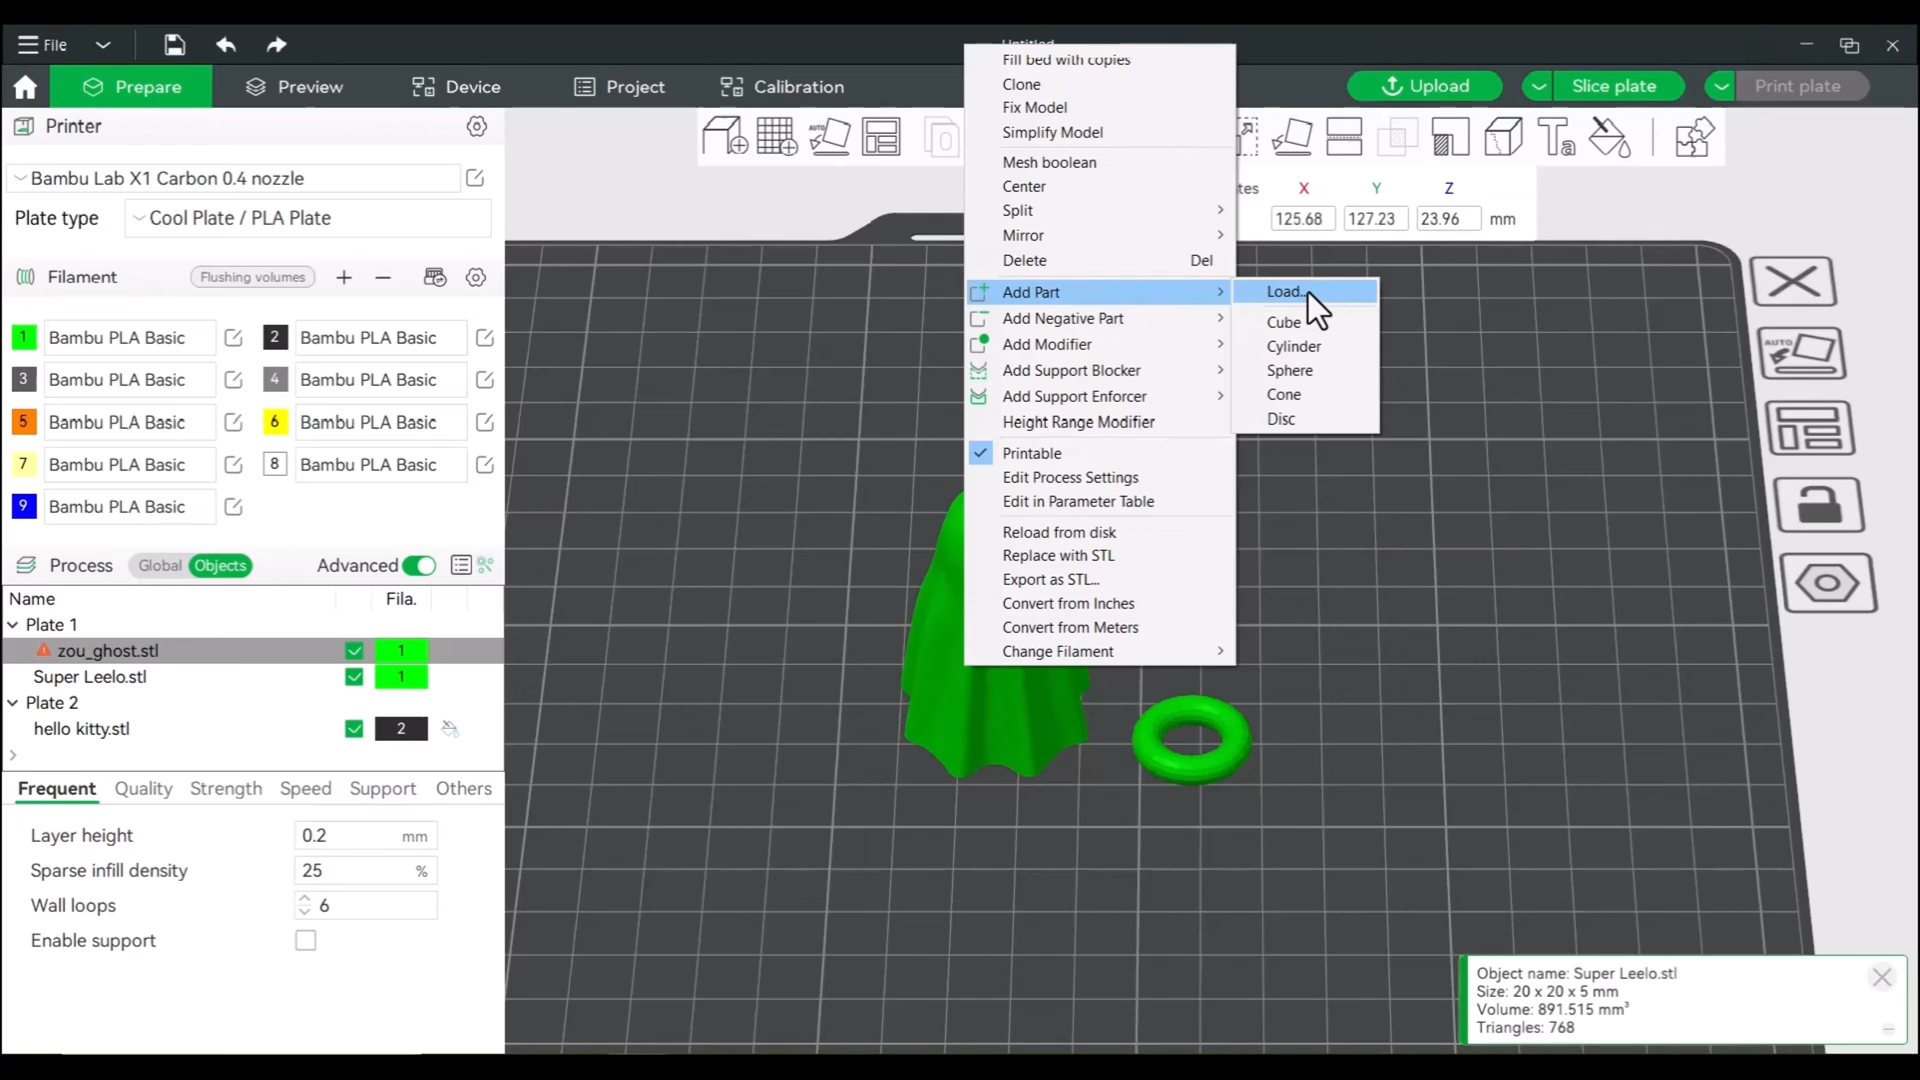 File
Untitled
Prepare
Preview
Device
Project
Calibration
Upload
Slice plate
Print plate
Printer
Bambu Lab X1 Carbon 0.4 nozzle
Plate type
Cool Plate / PLA Plate
Filament
Flushing volumes
1 Bambu PLA Basic
2 Bambu PLA Basic
3 Bambu PLA Basic
4 Bambu PLA Basic
5 Bambu PLA Basic
6 Bambu PLA Basic
7 Bambu PLA Basic
8 Bambu PLA Basic
9 Bambu PLA Basic
Process
Global
Objects
Advanced
Name
Fila.
Plate 1
zou_ghost.stl
1
Super Leelo.stl
1
Plate 2
hello kitty.stl
2
Frequent
Quality
Strength
Speed
Support
Others
Layer height
0.2 mm
Sparse infill density
25 %
Wall loops
6
Enable support
AUTO
Ta
tes
X
Y
Z
125.68
127.23
23.96
mm
Fill bed with copies
Clone
Fix Model
Simplify Model
Mesh boolean
Center
Split
Mirror
Delete Del
Add Part
Add Negative Part
Add Modifier
Add Support Blocker
Add Support Enforcer
Height Range Modifier
Printable
Edit Process Settings
Edit in Parameter Table
Reload from disk
Replace with STL
Export as STL...
Convert from Inches
Convert from Meters
Change Filament
Load...
Cube
Cylinder
Sphere
Cone
Disc
AUTO
Object name: Super Leelo.stl
Size: 20 x 20 x 5 mm
Volume: 891.515 mm³
Triangles: 768